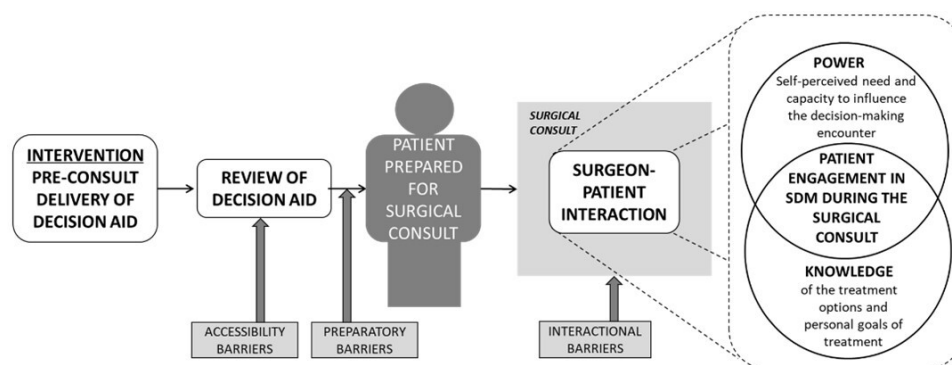 INTERVENTION
PRE-CONSULT
DELIVERY OF
DECISION AID
REVIEW OF
DECISION AID
PATIENT
PREPARED
FOR
SURGICAL
CONSULT
SURGICAL
CONSULT
SURGEON-
PATIENT
INTERACTION
ACCESSIBILITY
BARRIERS
PREPARATORY
BARRIERS
INTERACTIONAL
BARRIERS
POWER
Self-perceived need and
capacity to influence
the decision-making
encounter
PATIENT
ENGAGEMENT IN
SDM DURING THE
SURGICAL
CONSULT
KNOWLEDGE
of the treatment
options and
personal goals of
treatment